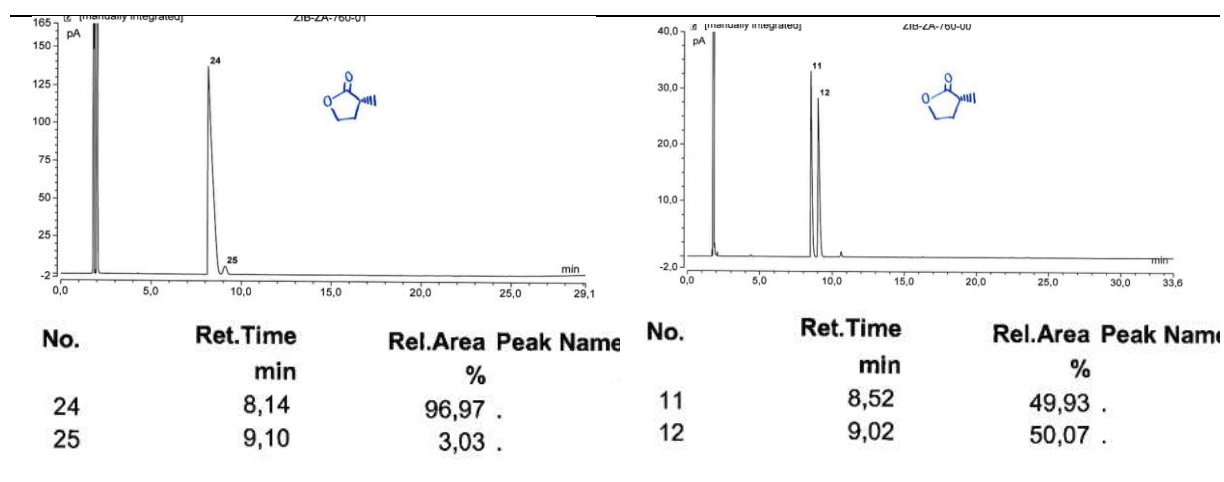 [manually integrated]
ZIB-ZA-760-01
165
pA
150
125
100
75
50
25
-2
24
25
O
O
min
0,0
5,0
10,0
15,0
20,0
25,0
29,1
No.
Ret.Time
Rel.Area
Peak Name
min
%
24
8,14
96,97 .
25
9,10
3,03 .
[manually integrated]
ZIB-ZA-760-00
40,0
pA
30,0
20,0
10,0
-2,0
11
12
O
O
min
0,0
5,0
10,0
15,0
20,0
25,0
30,0
33,6
No.
Ret.Time
Rel.Area
Peak Name
min
%
11
8,52
49,93 .
12
9,02
50,07 .